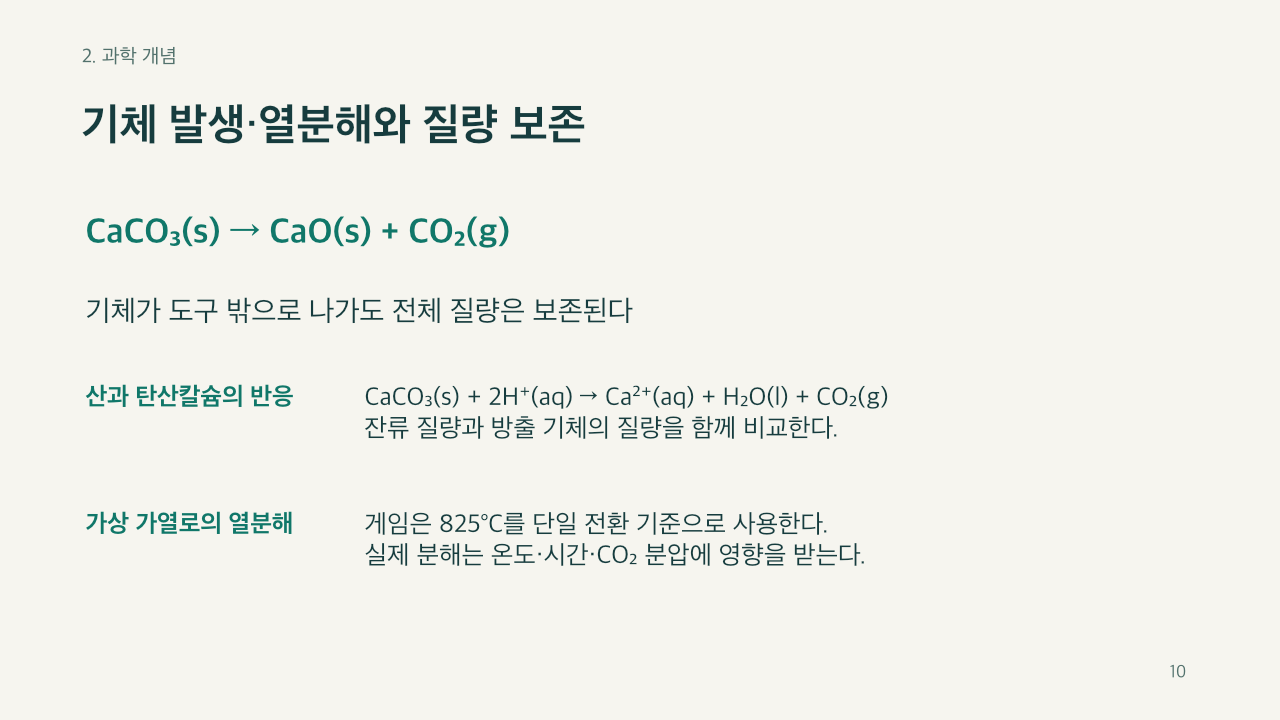 2. 과학 개념
기체 발생·열분해와 질량 보존
CaCO₃(s) → CaO(s) + CO₂(g)
기체가 도구 밖으로 나가도 전체 질량은 보존된다
산과 탄산칼슘의 반응
CaCO₃(s) + 2H⁺(aq) → Ca²⁺(aq) + H₂O(l) + CO₂(g)
잔류 질량과 방출 기체의 질량을 함께 비교한다.
가상 가열로의 열분해
게임은 825°C를 단일 전환 기준으로 사용한다.
실제 분해는 온도·시간·CO₂ 분압에 영향을 받는다.
10